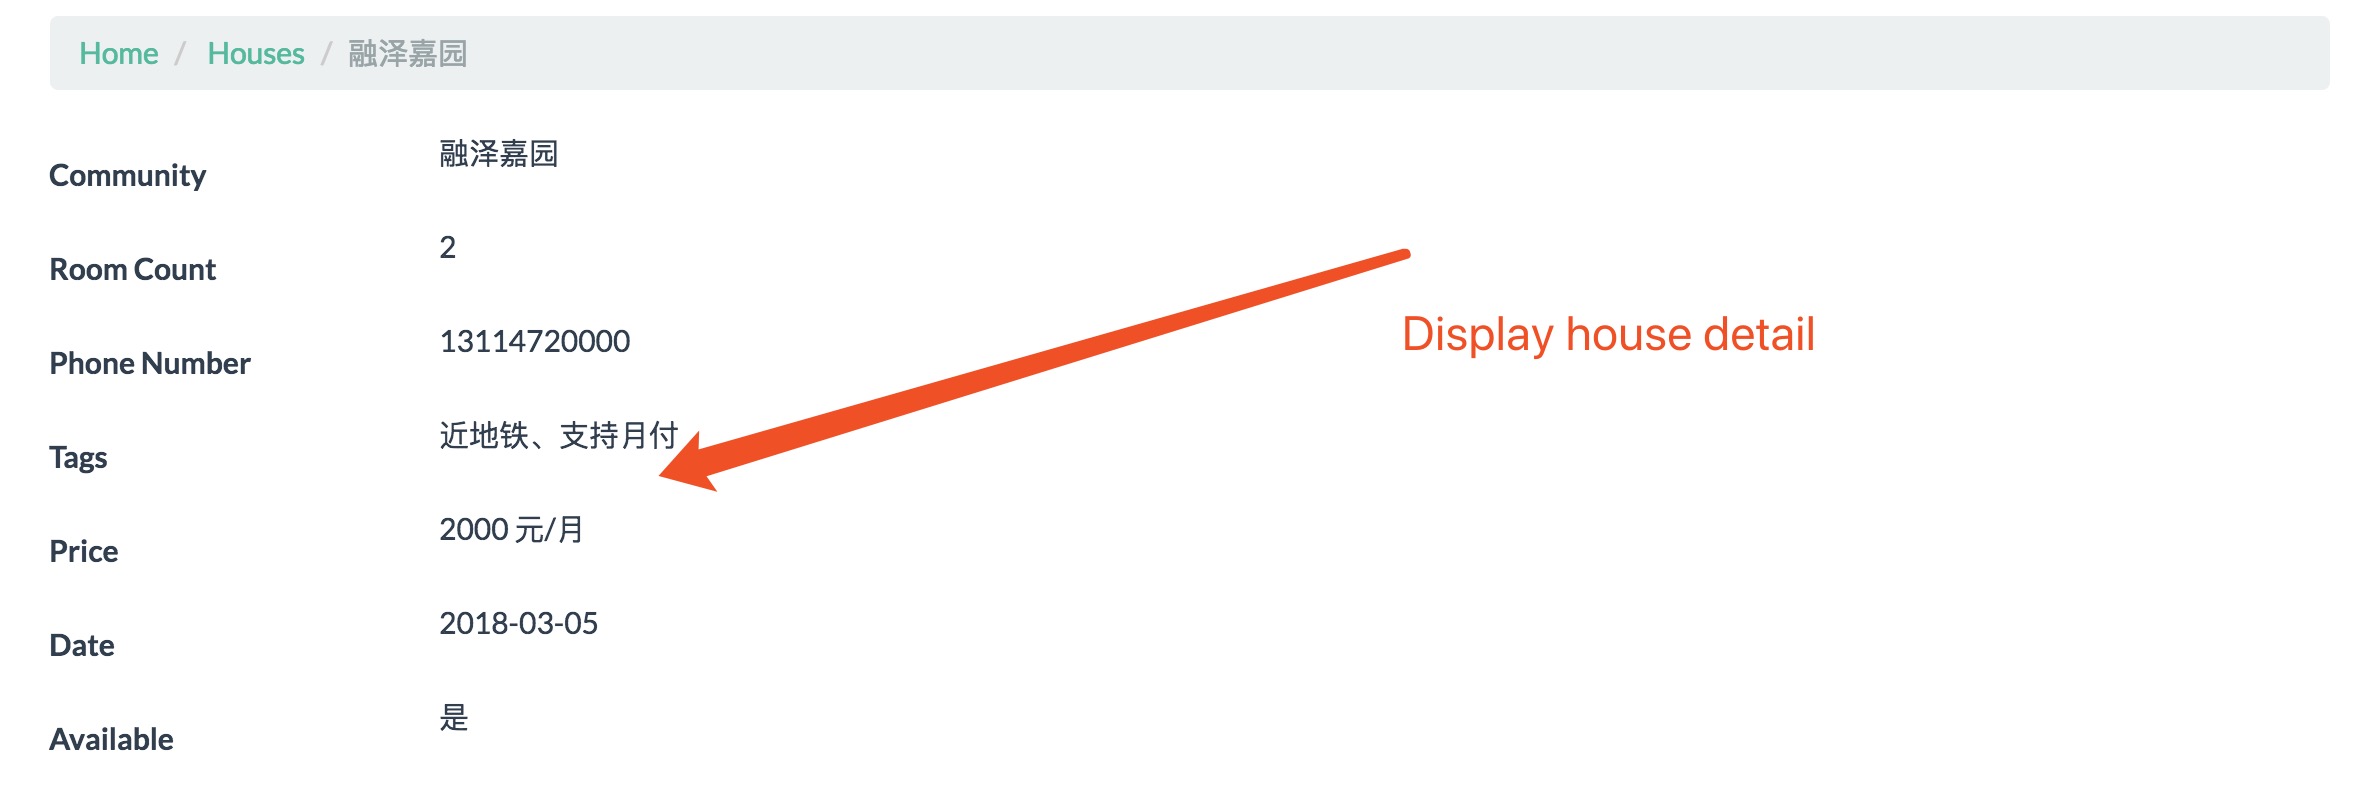 Home / Houses / 融泽嘉园
融泽嘉园
Community
2
Room Count
13114720000
Phone Number
近地铁、支持月付
Tags
2000 元/月
Price
2018-03-05
Date
是
Available
Display house detail